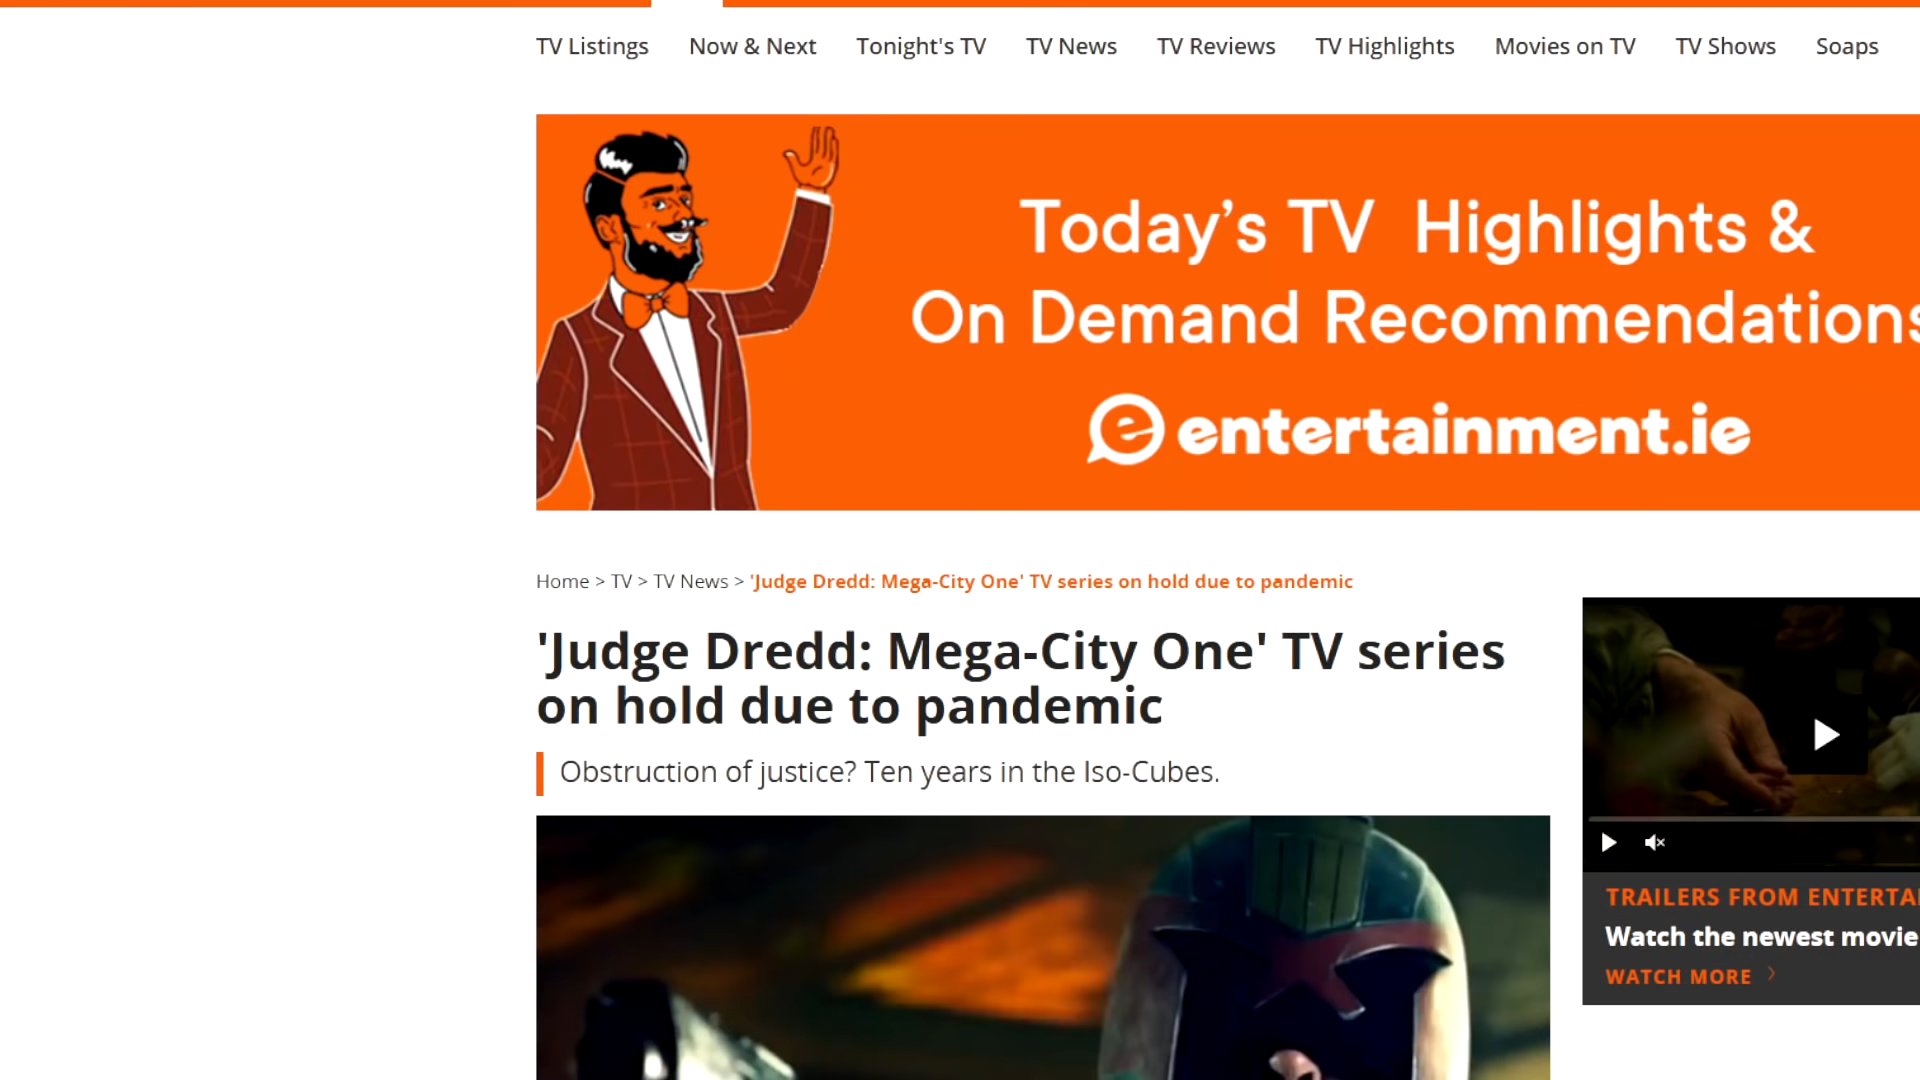 TV Listings Now & Next Tonight's TV TV News TV Reviews TV Highlights Movies on TV TV Shows Soaps
Today's TV Highlights &
On Demand Recommendations
entertainment.ie
Home > TV > TV News > 'Judge Dredd: Mega-City One' TV series on hold due to pandemic
'Judge Dredd: Mega-City One' TV series
on hold due to pandemic
Obstruction of justice? Ten years in the Iso-Cubes.
TRAILERS FROM ENTERTAI
Watch the newest movie
WATCH MORE